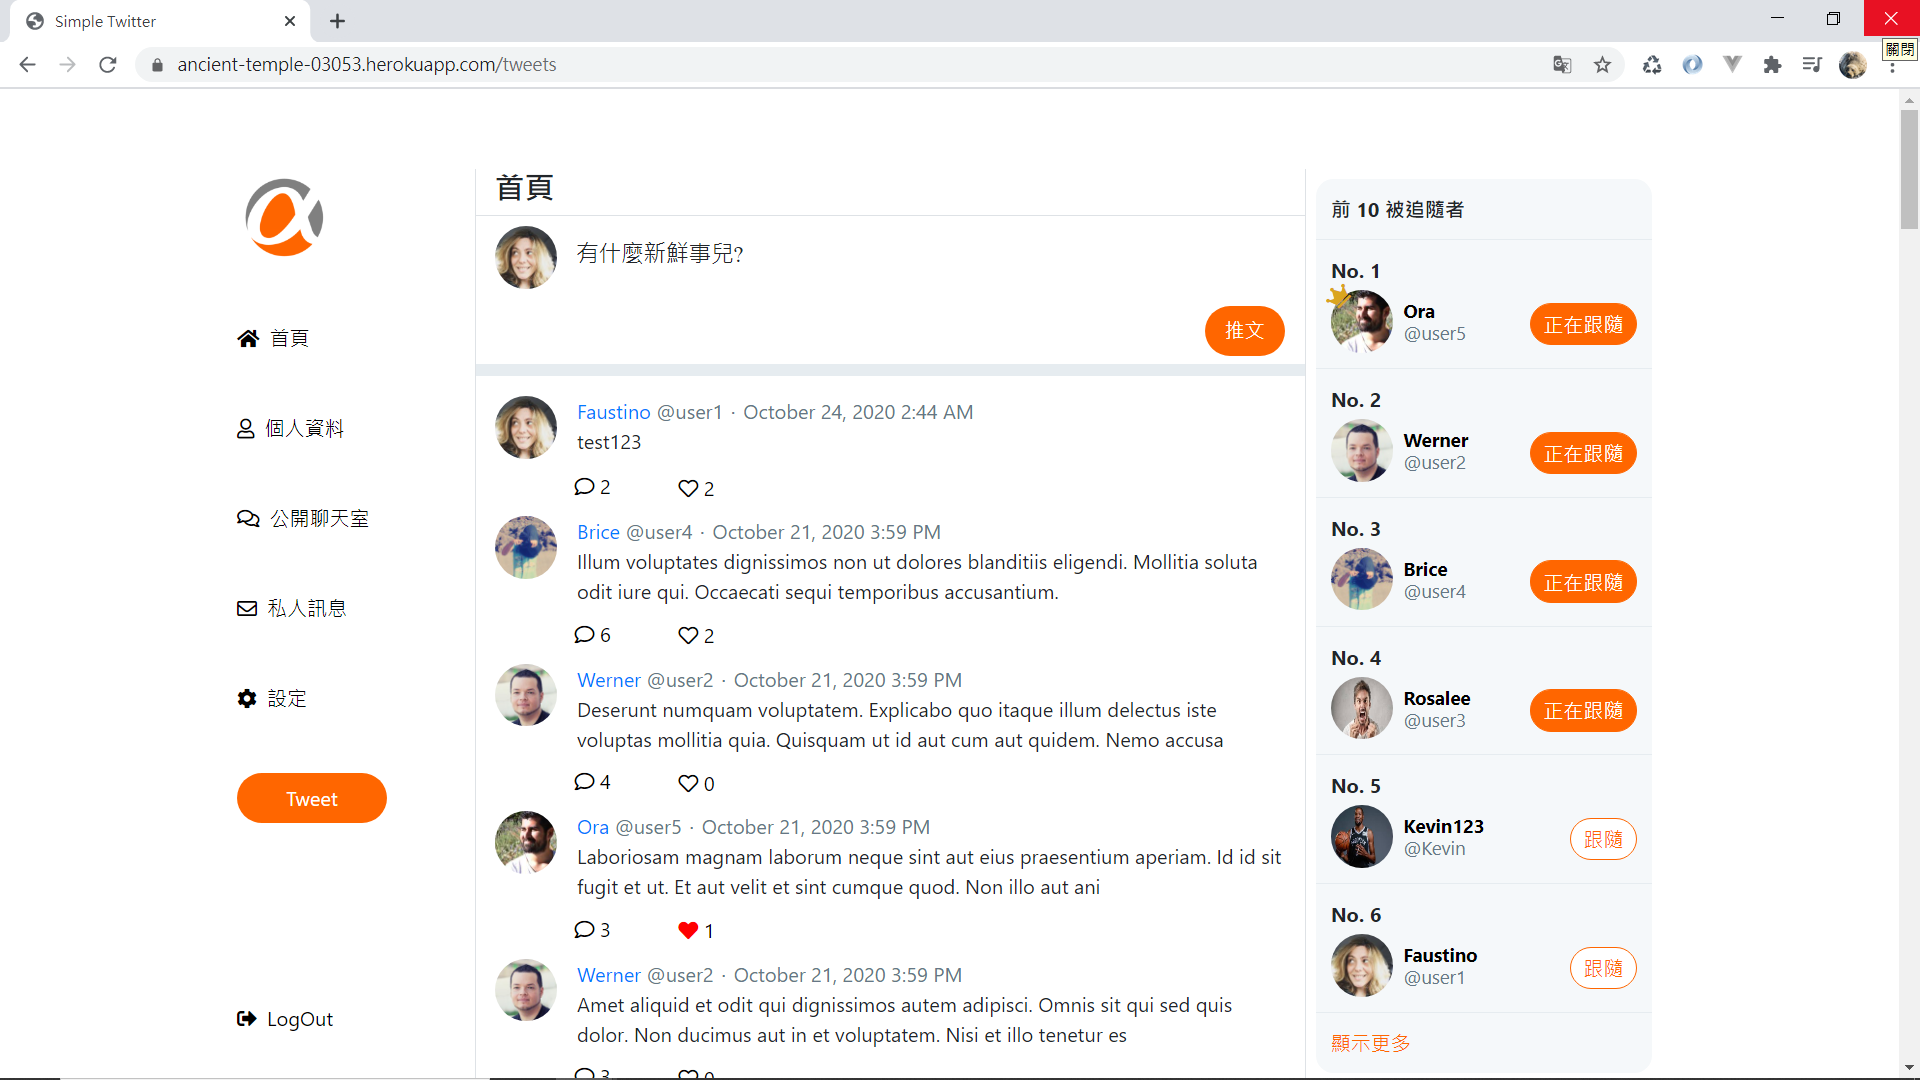 Simple Twitter
關閉
ancient-temple-03053.herokuapp.com/tweets
首頁
個人資料
公開聊天室
私人訊息
設定
Tweet
LogOut
首頁
有什麼新鮮事兒?
推文
Faustino @user1 · October 24, 2020 2:44 AM
test123
2 2
Brice @user4 · October 21, 2020 3:59 PM
Illum voluptates dignissimos non ut dolores blanditiis eligendi. Mollitia soluta
odit iure qui. Occaecati sequi temporibus accusantium.
6 2
Werner @user2 · October 21, 2020 3:59 PM
Deserunt numquam voluptatem. Explicabo quo itaque illum delectus iste
voluptas mollitia quia. Quisquam ut id aut cum aut quidem. Nemo accusa
4 0
Ora @user5 · October 21, 2020 3:59 PM
Laboriosam magnam laborum neque sint aut eius praesentium aperiam. Id id sit
fugit et ut. Et aut velit et sint cumque quod. Non illo aut ani
3 1
Werner @user2 · October 21, 2020 3:59 PM
Amet aliquid et odit qui dignissimos autem adipisci. Omnis sit qui sed quis
dolor. Non ducimus aut in et voluptatem. Nisi et illo tenetur es
3 0
前 10 被追隨者
No. 1
Ora
@user5
正在跟隨
No. 2
Werner
@user2
正在跟隨
No. 3
Brice
@user4
正在跟隨
No. 4
Rosalee
@user3
正在跟隨
No. 5
Kevin123
@Kevin
跟隨
No. 6
Faustino
@user1
跟隨
顯示更多